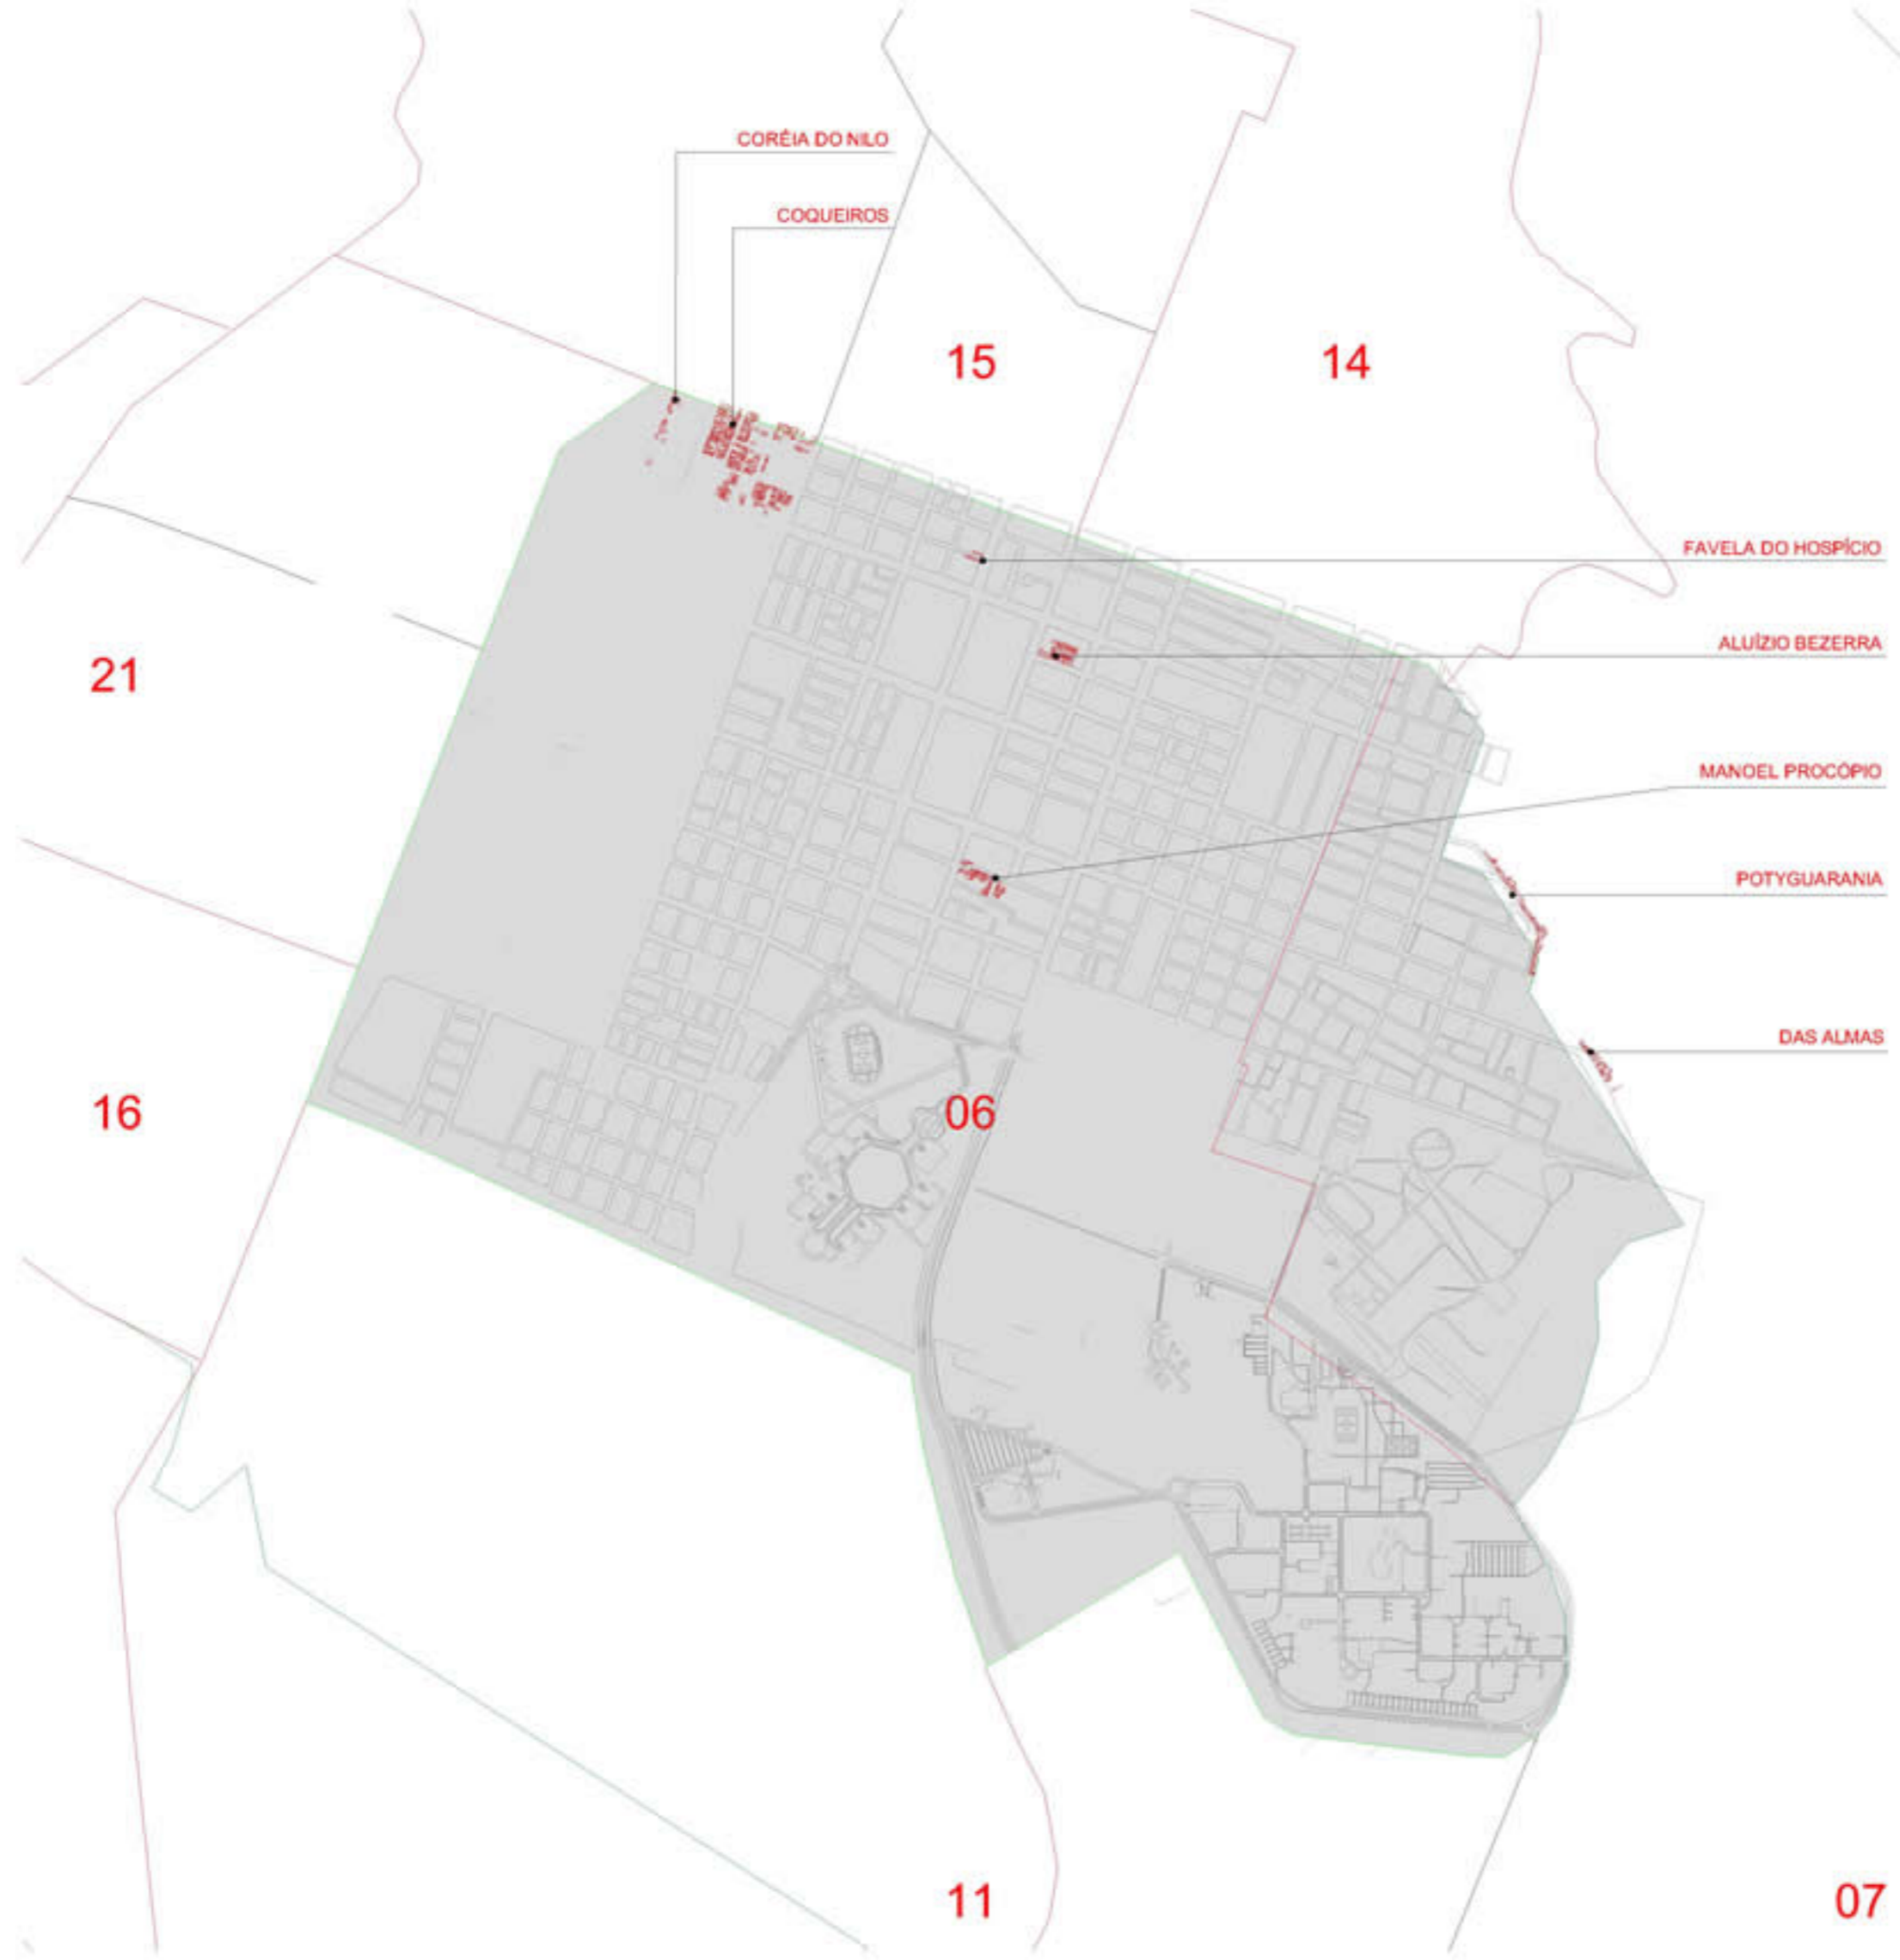 CORÉIA DO NILO
COQUEIROS
15
14
FAVELA DO HOSPÍCIO
ALUÍZIO BEZERRA
21
MANOEL PROCÓPIO
POTYGUARANIA
DAS ALMAS
16
06
11
07